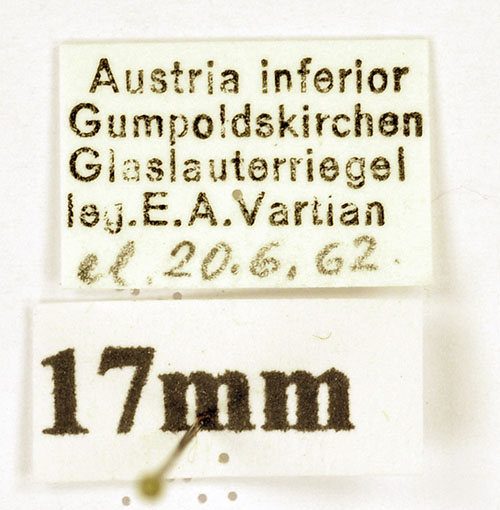 Austria inferior
Gumpoldskirchen
Glaslauterriegel
leg.E.A.Vartian
el. 20.6.62.
17mm